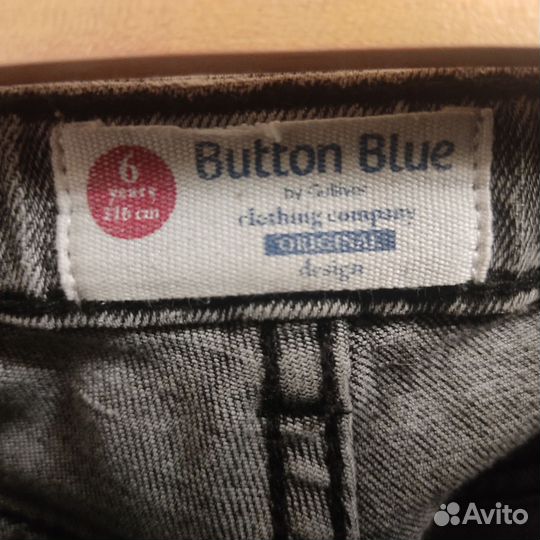 6
years
116 cm
Button Blue
by Gulliver
clothing company
ORIGINAL
design
Avito